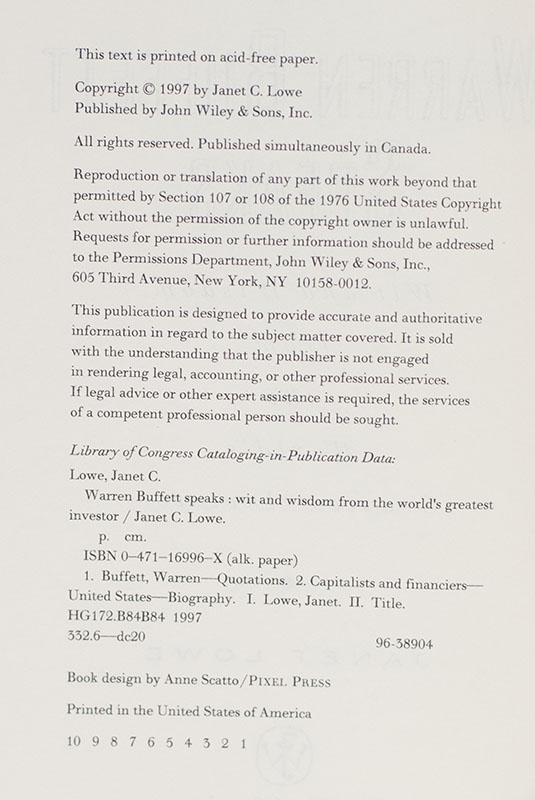 This text is printed on acid-free paper.
Copyright © 1997 by Janet C. Lowe
Published by John Wiley & Sons, Inc.
All rights reserved. Published simultaneously in Canada.
Reproduction or translation of any part of this work beyond that
permitted by Section 107 or 108 of the 1976 United States Copyright
Act without the permission of the copyright owner is unlawful.
Requests for permission or further information should be addressed
to the Permissions Department, John Wiley & Sons, Inc.,
605 Third Avenue, New York, NY 10158-0012.
This publication is designed to provide accurate and authoritative
information in regard to the subject matter covered. It is sold
with the understanding that the publisher is not engaged
in rendering legal, accounting, or other professional services.
If legal advice or other expert assistance is required, the services
of a competent professional person should be sought.
Library of Congress Cataloging-in-Publication Data:
Lowe, Janet C.
Warren Buffett speaks : wit and wisdom from the world's greatest
investor / Janet C. Lowe.
p. cm.
ISBN 0–471–16996–X (alk. paper)
1. Buffett, Warren—Quotations. 2. Capitalists and financiers—
United States—Biography. I. Lowe, Janet. II. Title.
HG172.B84B84 1997
332.6—dc20 96-38904
Book design by Anne Scatto/PIXEL PRESS
Printed in the United States of America
10 9 8 7 6 5 4 3 2 1